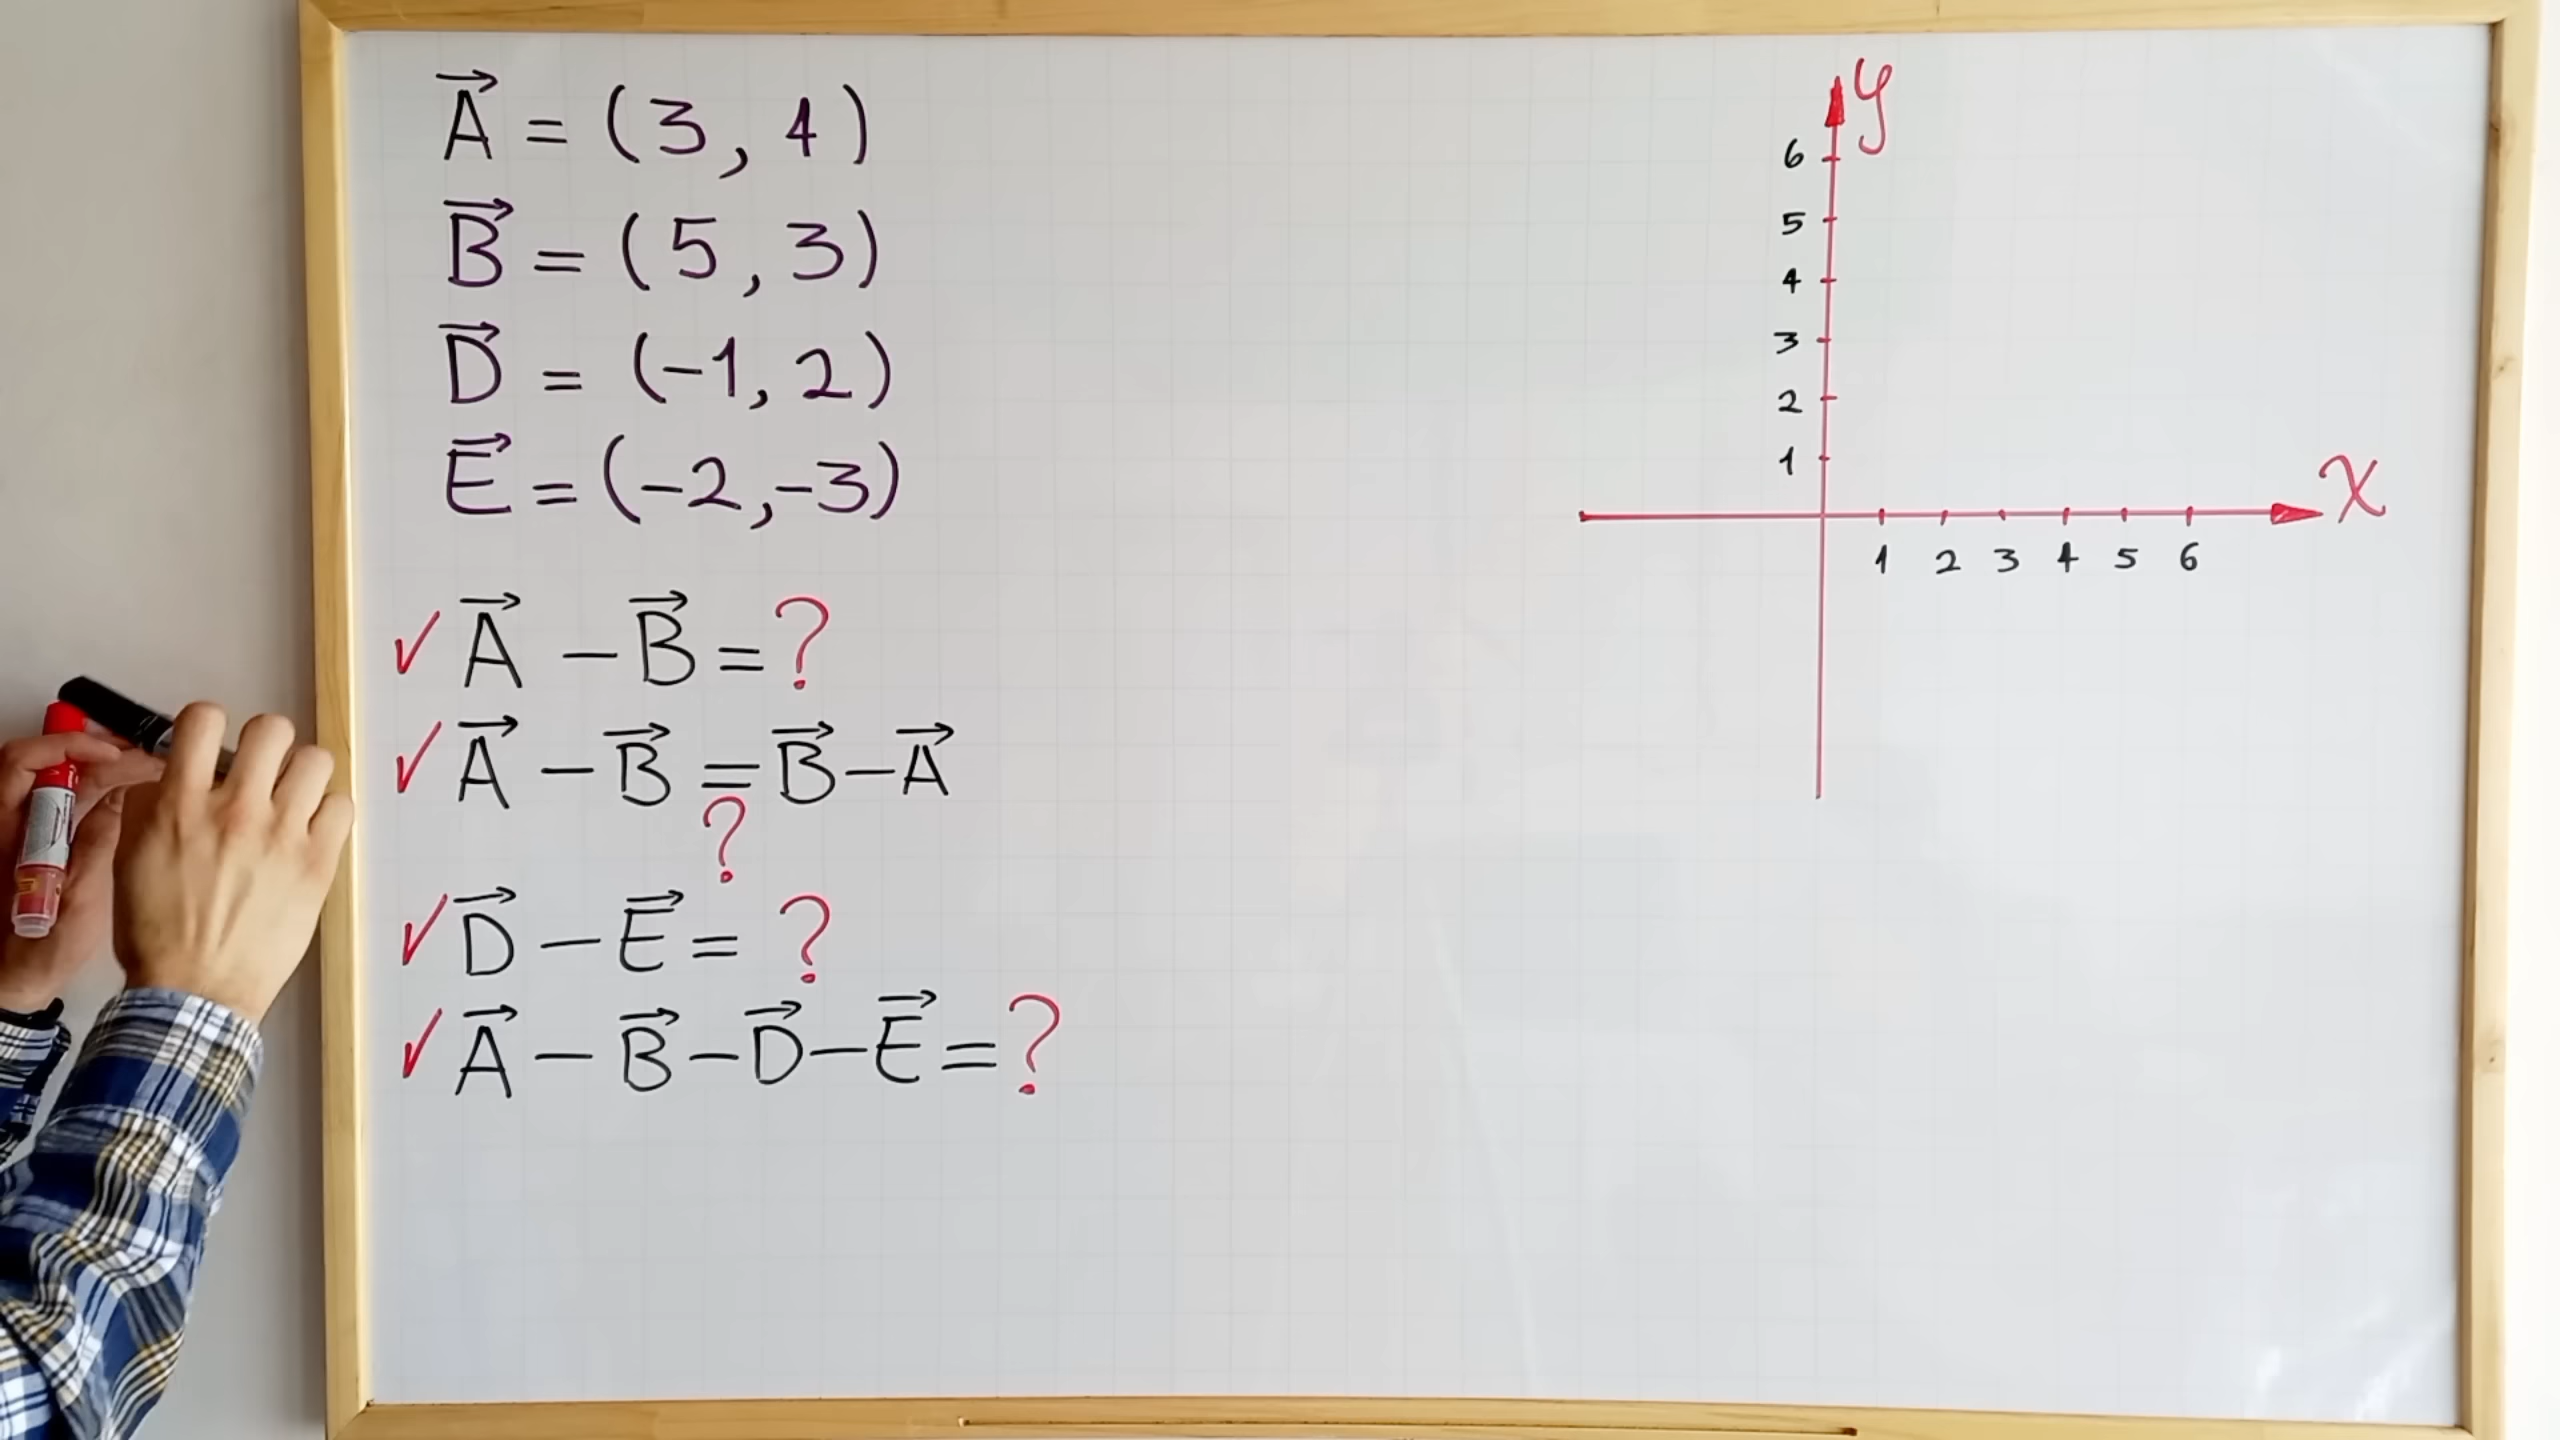 A⃗ = (3, 4)
B⃗ = (5, 3)
D⃗ = (-1, 2)
E⃗ = (-2, -3)
✓ A⃗ - B⃗ = ?
✓ A⃗ - B⃗ = B⃗ - A⃗
?
✓ D⃗ - E⃗ = ?
✓ A⃗ - B⃗ - D⃗ - E⃗ = ?
y
6
5
4
3
2
1
x
1 2 3 4 5 6